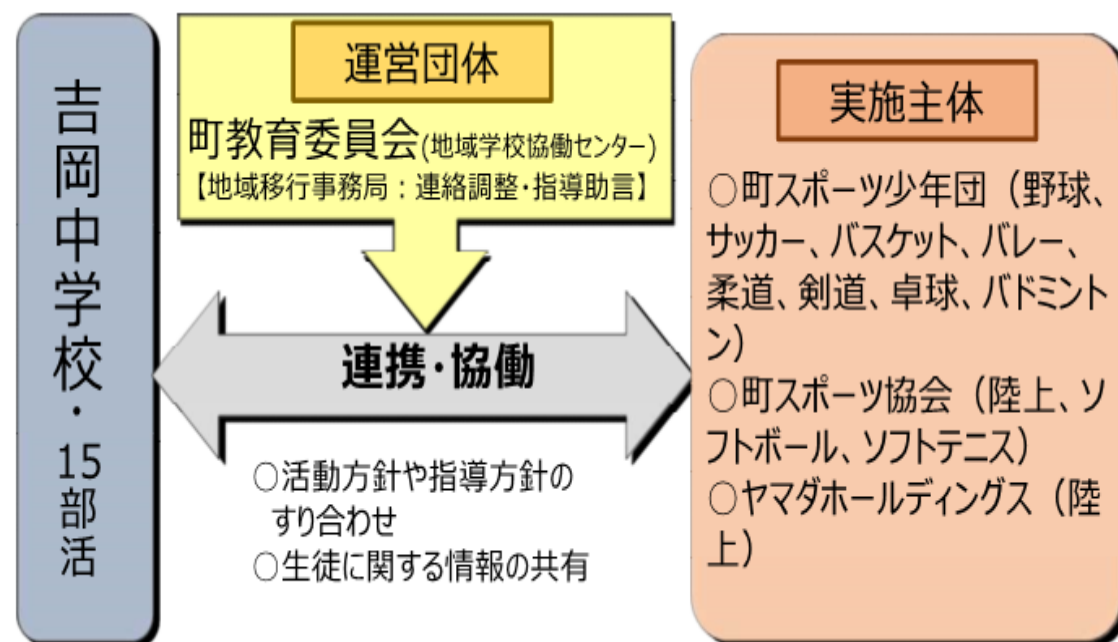 吉岡中学校・15部活
運営団体
町教育委員会(地域学校協働センター)
【地域移行事務局：連絡調整・指導助言】
連携・協働
○活動方針や指導方針の
すり合わせ
○生徒に関する情報の共有
実施主体
○町スポーツ少年団（野球、
サッカー、バスケット、バレー、
柔道、剣道、卓球、バドミント
ン）
○町スポーツ協会（陸上、ソ
フトボール、ソフトテニス）
○ヤマダホールディングス（陸
上）